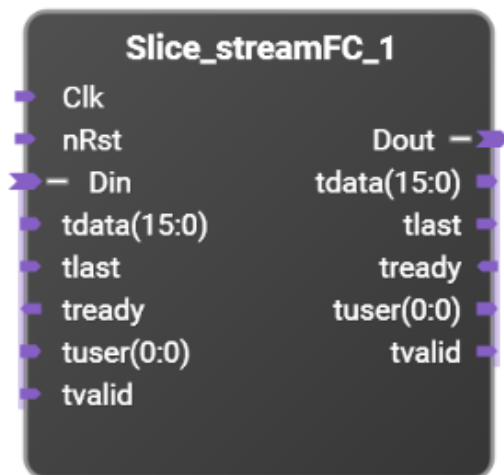 Slice_streamFC_1
Clk
nRst
Din
tdata(15:0)
tlast
tready
tuser(0:0)
tvalid
Dout
tdata(15:0)
tlast
tready
tuser(0:0)
tvalid